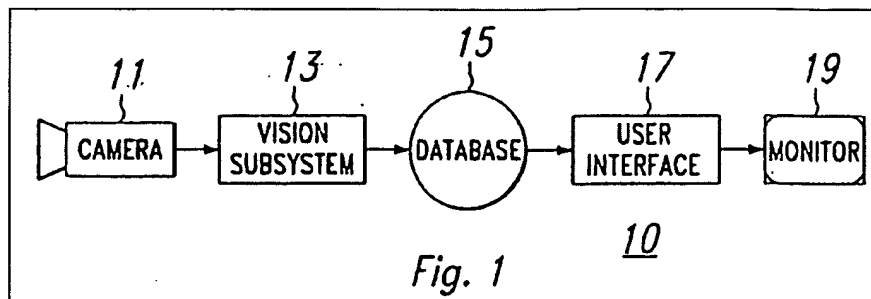 11
13
15
17
19
CAMERA
VISION
SUBSYSTEM
DATABASE
USER
INTERFACE
MONITOR
10
Fig. 1